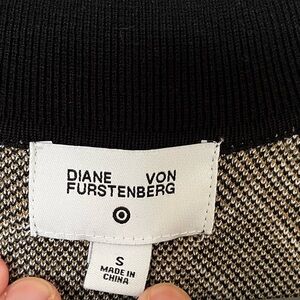 DIANE VON
FURSTENBERG
S
MADE IN
CHINA